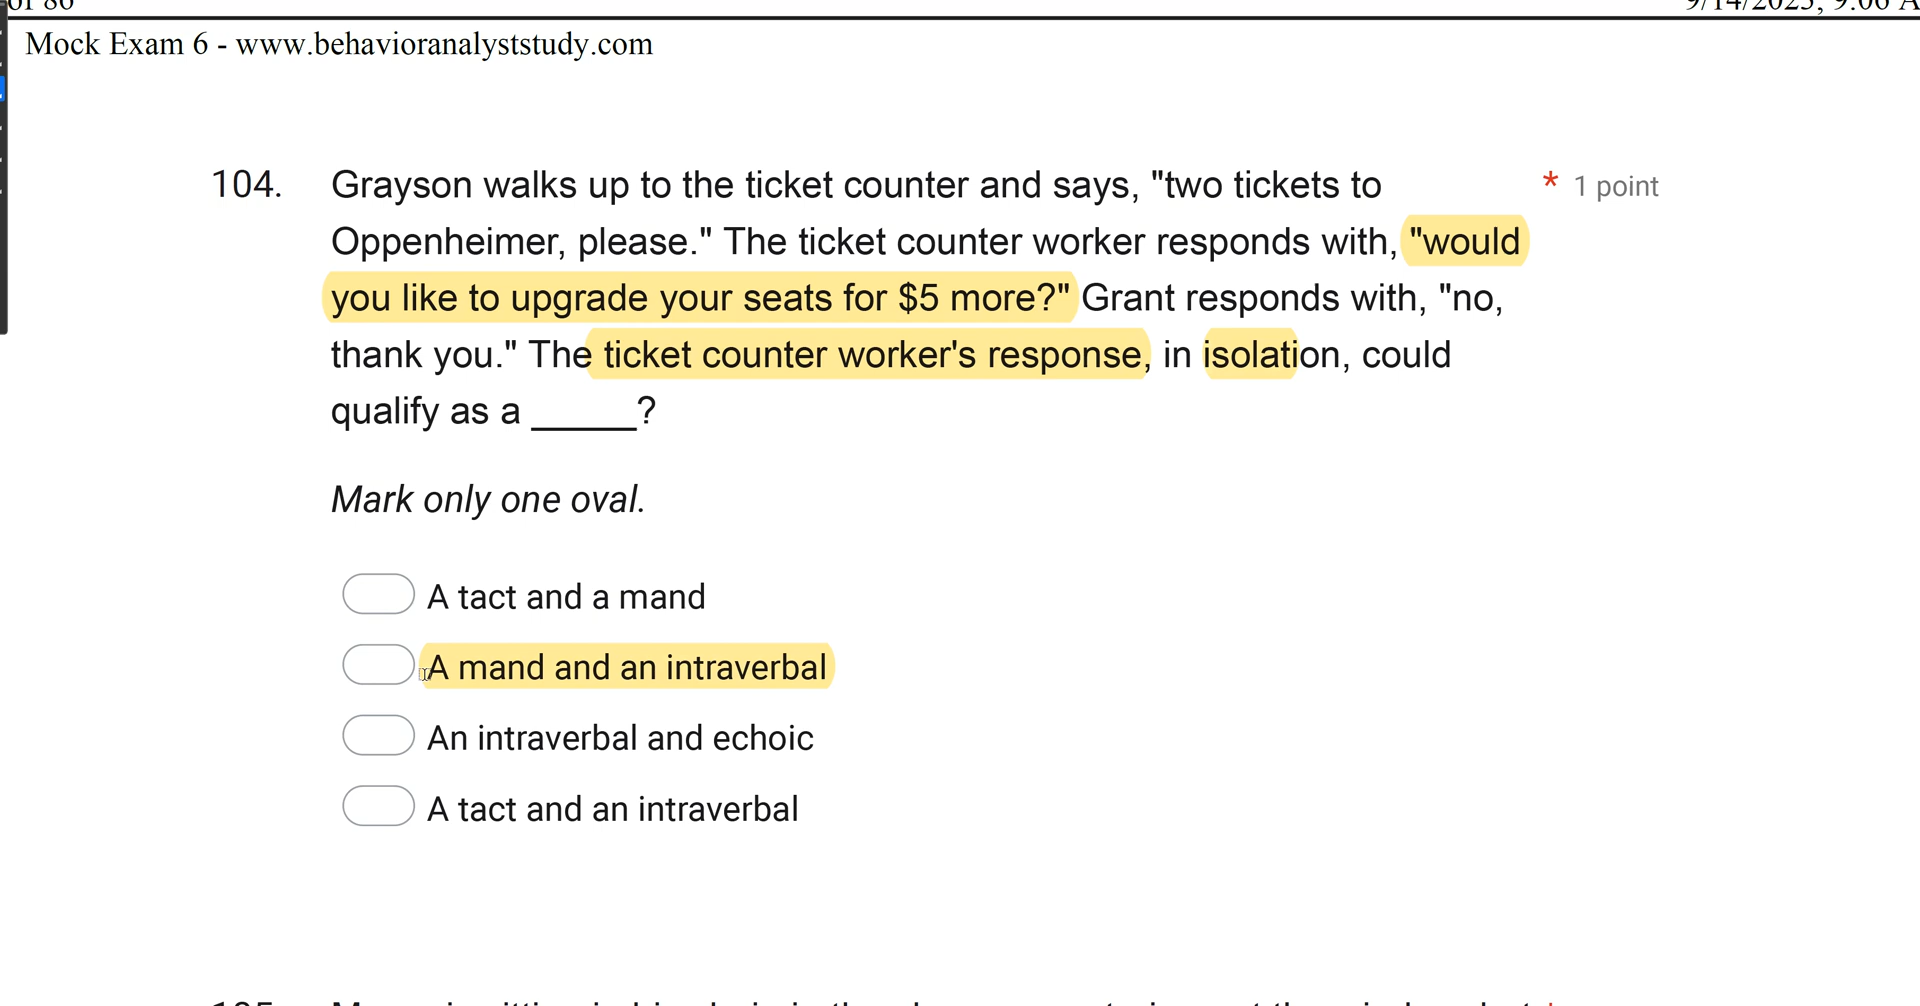 of 86
Mock Exam 6 - www.behavioranalyststudy.com
104. Grayson walks up to the ticket counter and says, "two tickets to * 1 point
Oppenheimer, please." The ticket counter worker responds with, "would
you like to upgrade your seats for $5 more?" Grant responds with, "no,
thank you." The ticket counter worker's response, in isolation, could
qualify as a ______?
Mark only one oval.
A tact and a mand
A mand and an intraverbal
An intraverbal and echoic
A tact and an intraverbal